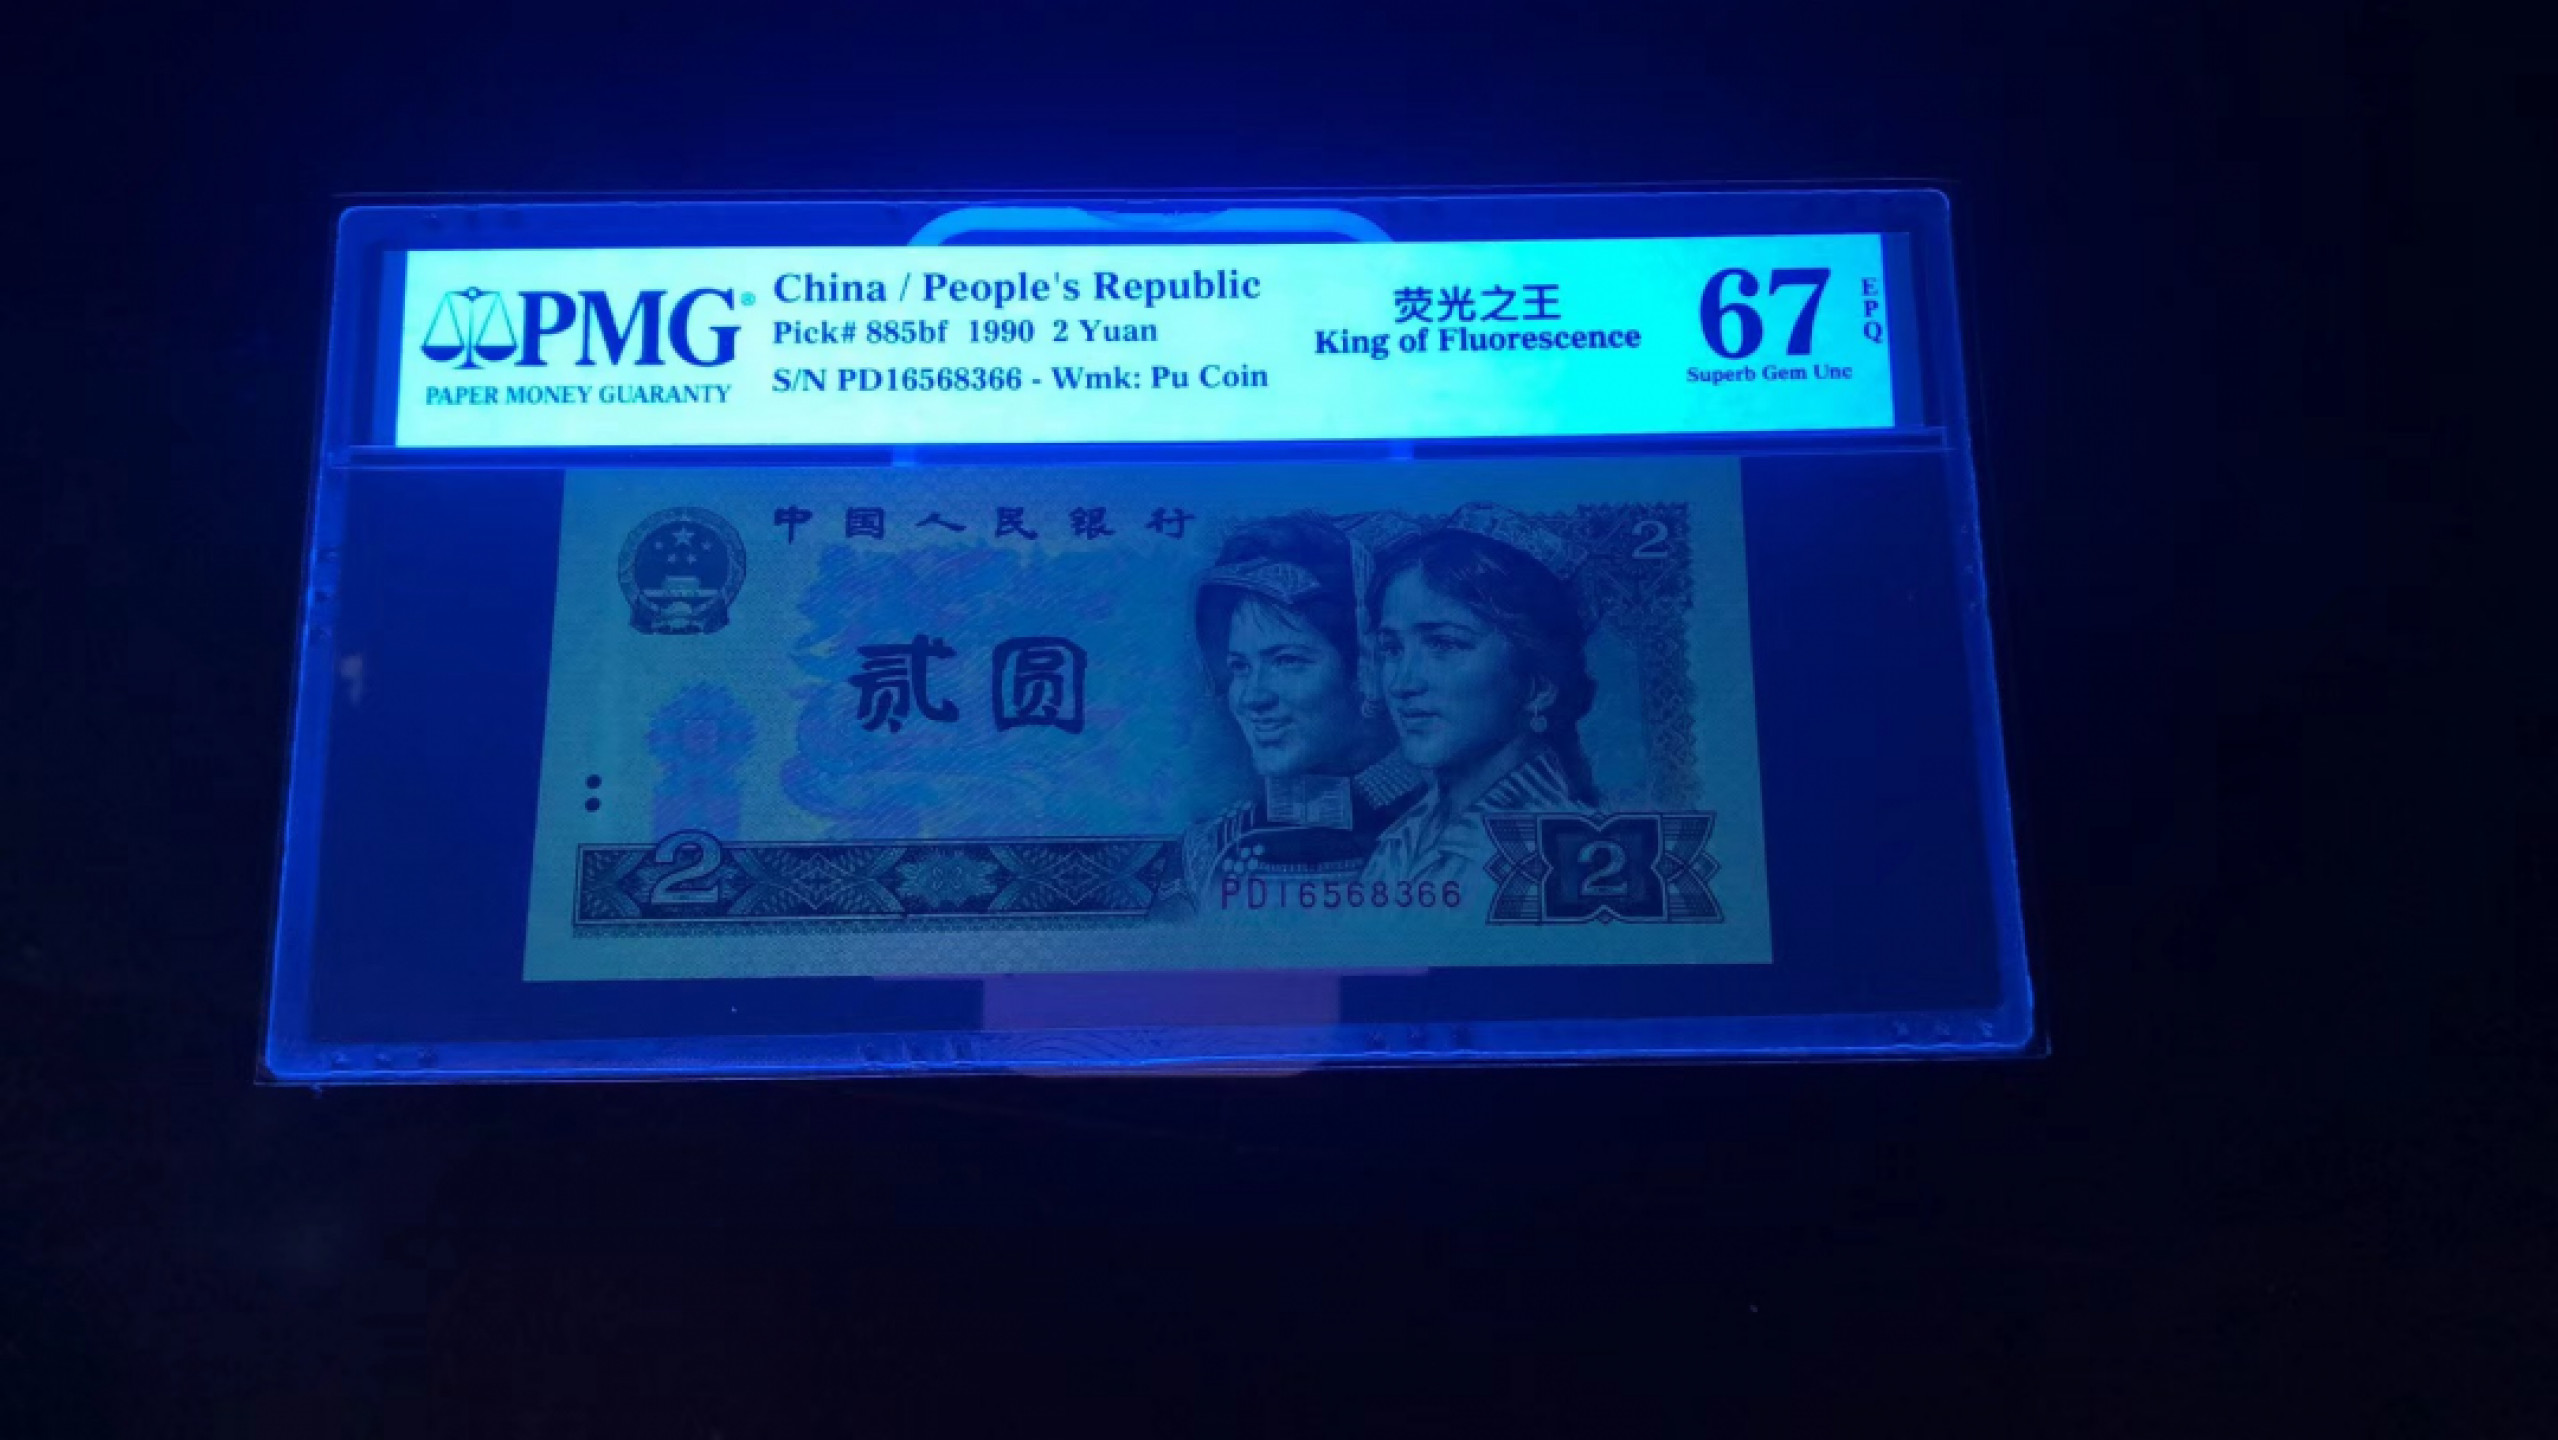 PMG®
PAPER MONEY GUARANTY
China / People's Republic
Pick# 885bf 1990 2 Yuan
S/N PD16568366 - Wmk: Pu Coin
荧光之王
King of Fluorescence
67
EPQ
Superb Gem Unc
中国人民银行
2
贰圆
2
PD16568366
2